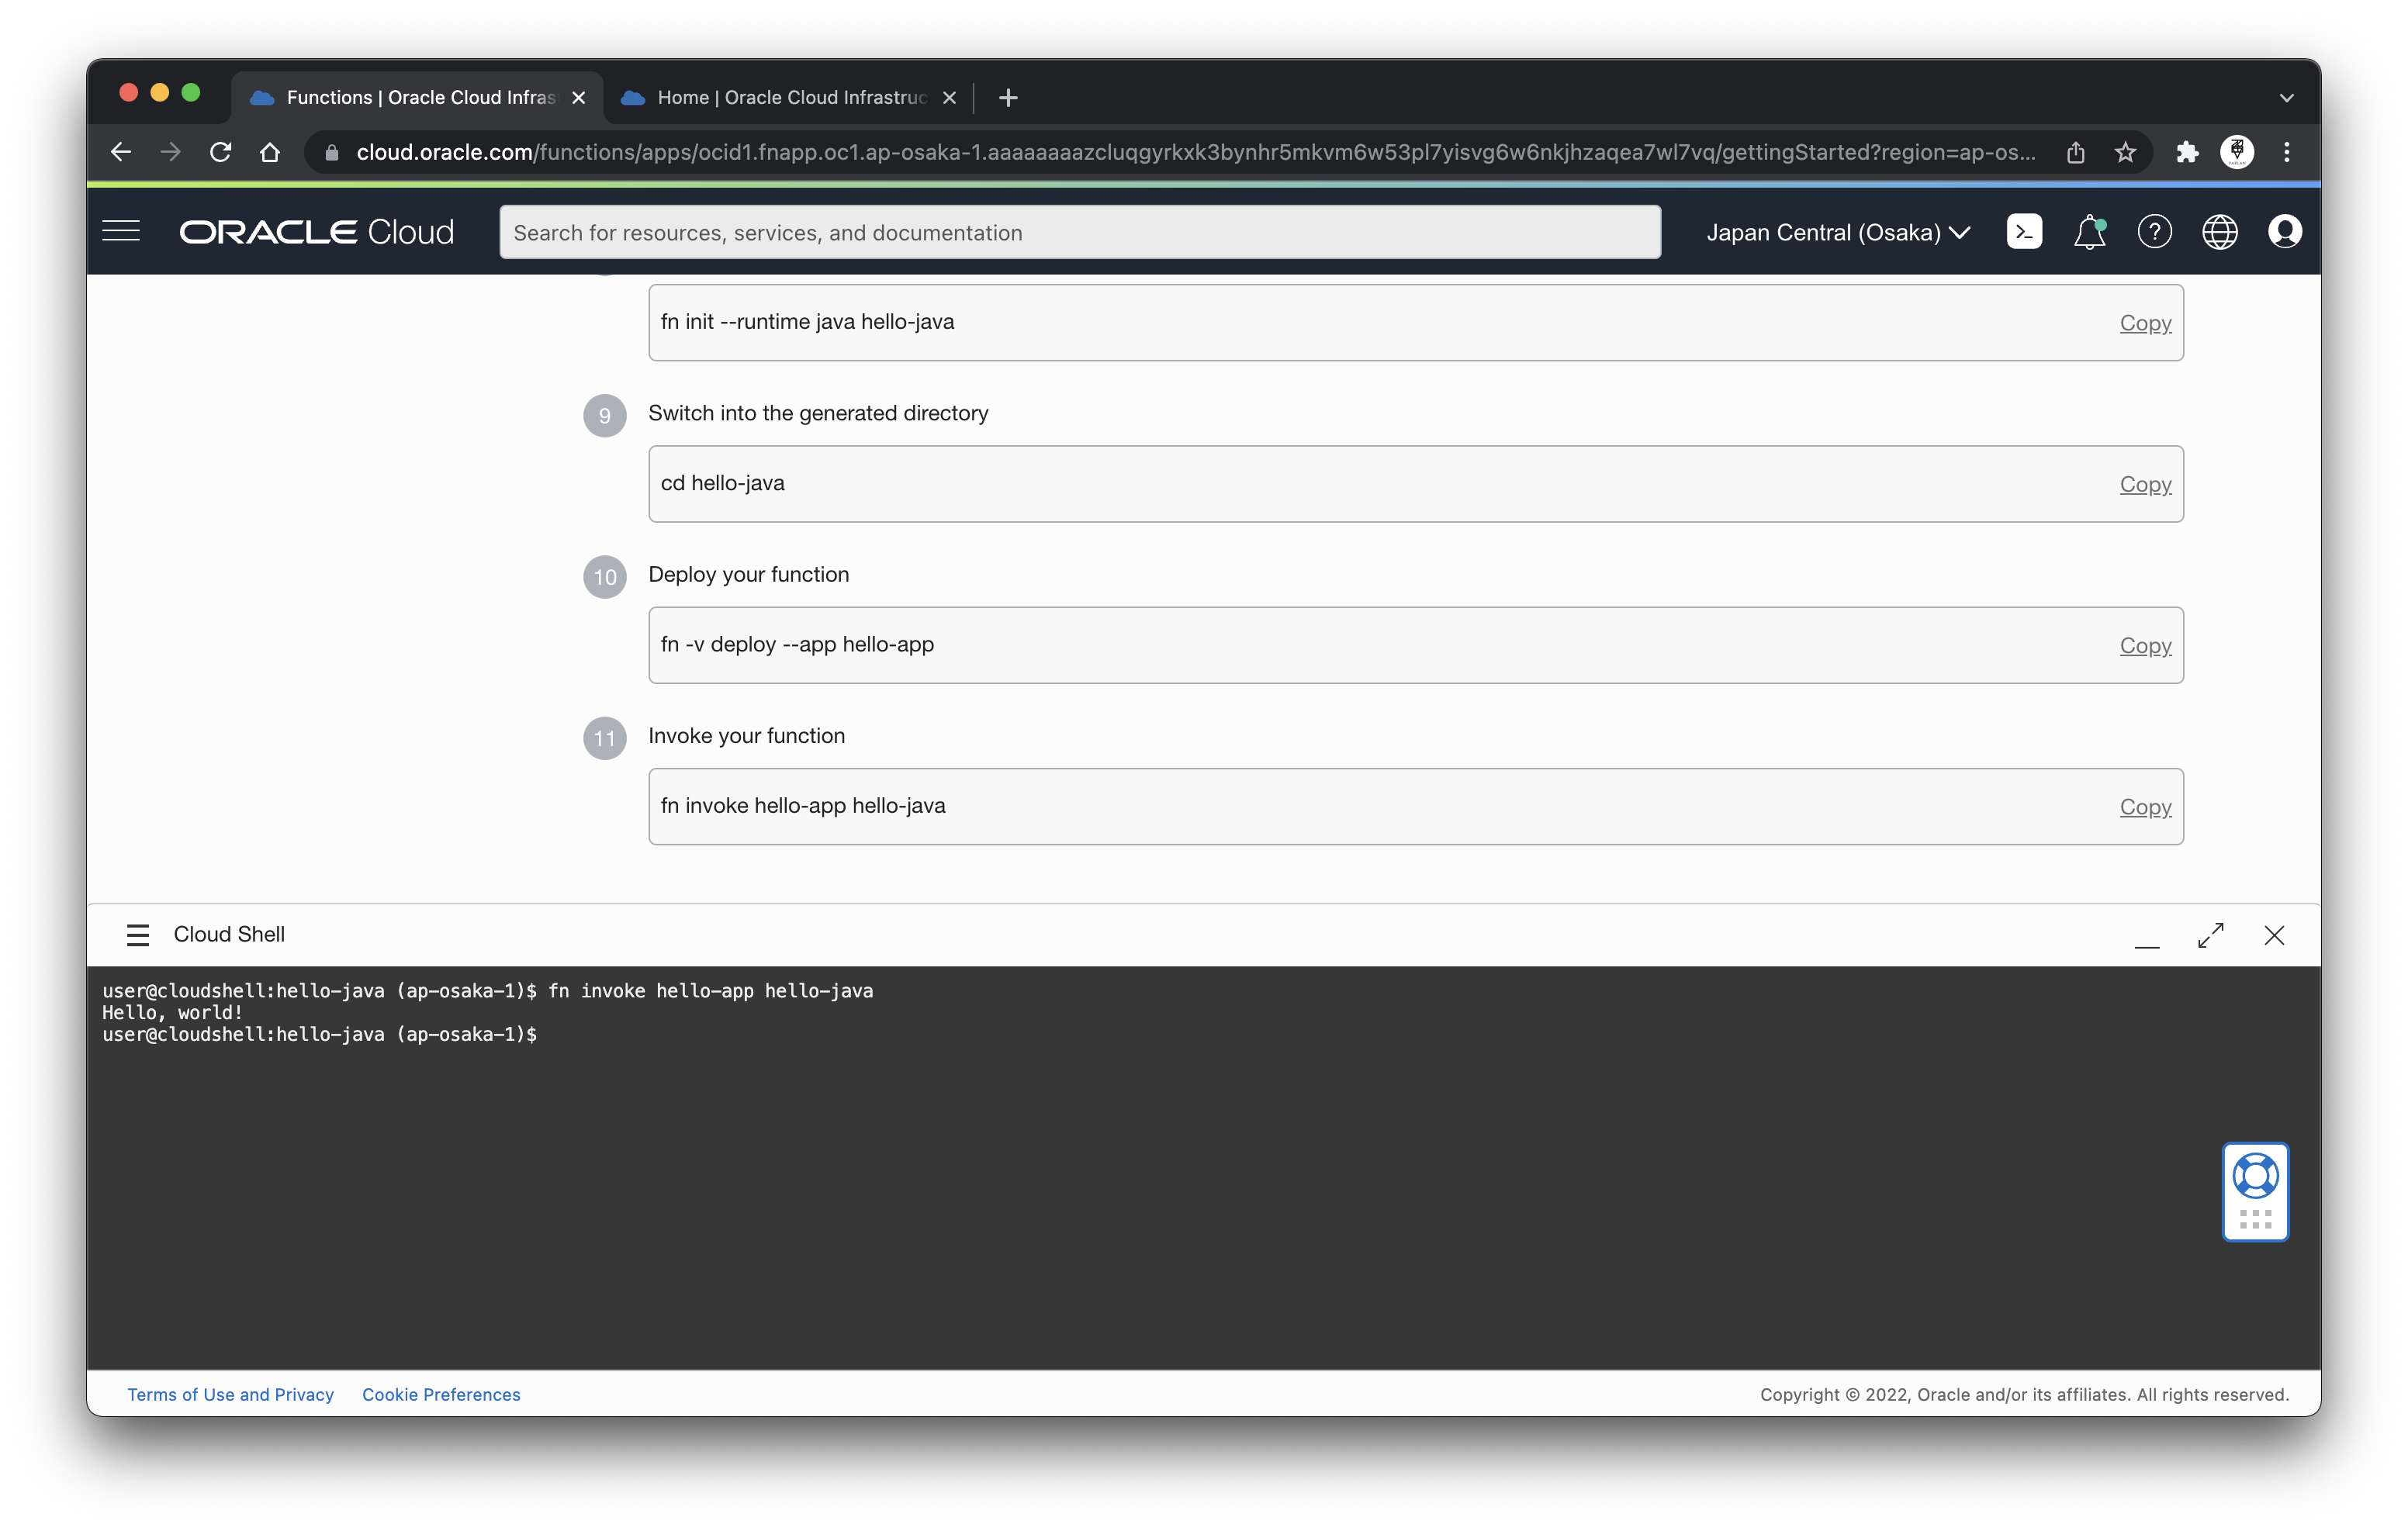 Functions | Oracle Cloud Infras
Home | Oracle Cloud Infrastruc
cloud.oracle.com/functions/apps/ocid1.fnapp.oc1.ap-osaka-1.aaaaaaaazcluqgyrkxk3bynhr5mkvm6w53pl7yisvg6w6nkjhzaqea7wl7vq/gettingStarted?region=ap-os...
ORACLE Cloud
Search for resources, services, and documentation
Japan Central (Osaka)
fn init --runtime java hello-java
Copy
9 Switch into the generated directory
cd hello-java
Copy
10 Deploy your function
fn -v deploy --app hello-app
Copy
11 Invoke your function
fn invoke hello-app hello-java
Copy
Cloud Shell
user@cloudshell:hello-java (ap-osaka-1)$ fn invoke hello-app hello-java
Hello, world!
user@cloudshell:hello-java (ap-osaka-1)$
Terms of Use and Privacy
Cookie Preferences
Copyright © 2022, Oracle and/or its affiliates. All rights reserved.